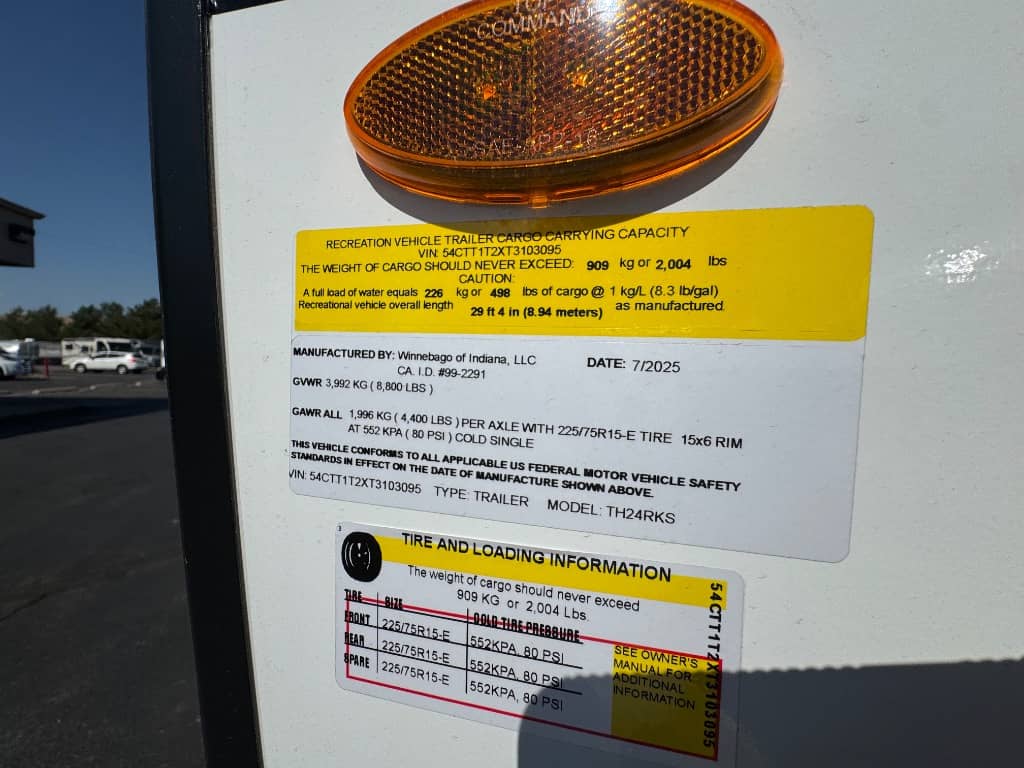 TOP
COMMAND
SAE
RECREATION VEHICLE TRAILER CARGO CARRYING CAPACITY
VIN: 54CTT1T2XT3103095
THE WEIGHT OF CARGO SHOULD NEVER EXCEED: 909 kg or 2,004 lbs
CAUTION:
A full load of water equals 226 kg or 498 lbs of cargo @ 1 kg/L (8.3 lb/gal)
Recreational vehicle overall length 29 ft 4 in (8.94 meters) as manufactured.
MANUFACTURED BY: Winnebago of Indiana, LLC DATE: 7/2025
CA. I.D. #99-2291
GVWR 3,992 KG ( 8,800 LBS )
GAWR ALL 1,996 KG ( 4,400 LBS ) PER AXLE WITH 225/75R15-E TIRE 15x6 RIM
AT 552 KPA ( 80 PSI ) COLD SINGLE
THIS VEHICLE CONFORMS TO ALL APPLICABLE US FEDERAL MOTOR VEHICLE SAFETY
STANDARDS IN EFFECT ON THE DATE OF MANUFACTURE SHOWN ABOVE.
VIN: 54CTT1T2XT3103095 TYPE: TRAILER MODEL: TH24RKS
3
TIRE AND LOADING INFORMATION
The weight of cargo should never exceed
909 KG or 2,004 Lbs.
TIRE SIZE COLD TIRE PRESSURE
FRONT 225/75R15-E 552KPA, 80 PSI
REAR 225/75R15-E 552KPA, 80 PSI
SPARE 225/75R15-E 552KPA, 80 PSI
SEE OWNER'S
MANUAL FOR
ADDITIONAL
INFORMATION
54CTT1T2XT3103095